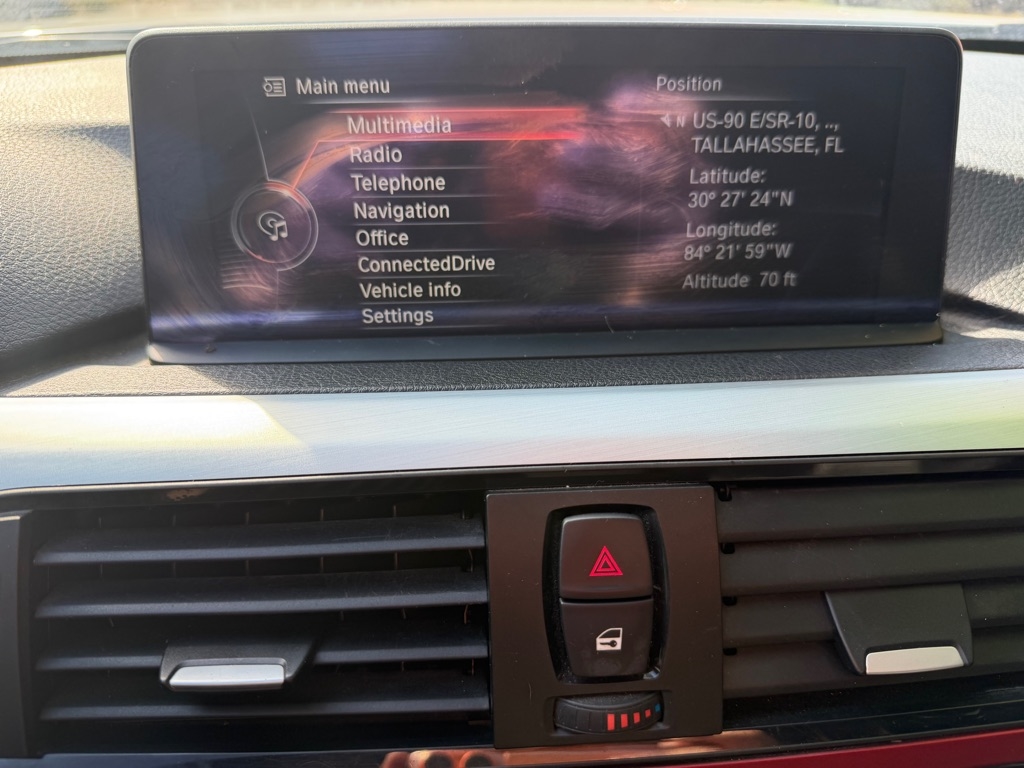 Main menu
Multimedia
Radio
Telephone
Navigation
Office
ConnectedDrive
Vehicle info
Settings
Position
N US-90 E/SR-10, ..,
TALLAHASSEE, FL
Latitude:
30° 27' 24"N
Longitude:
84° 21' 59"W
Altitude 70 ft